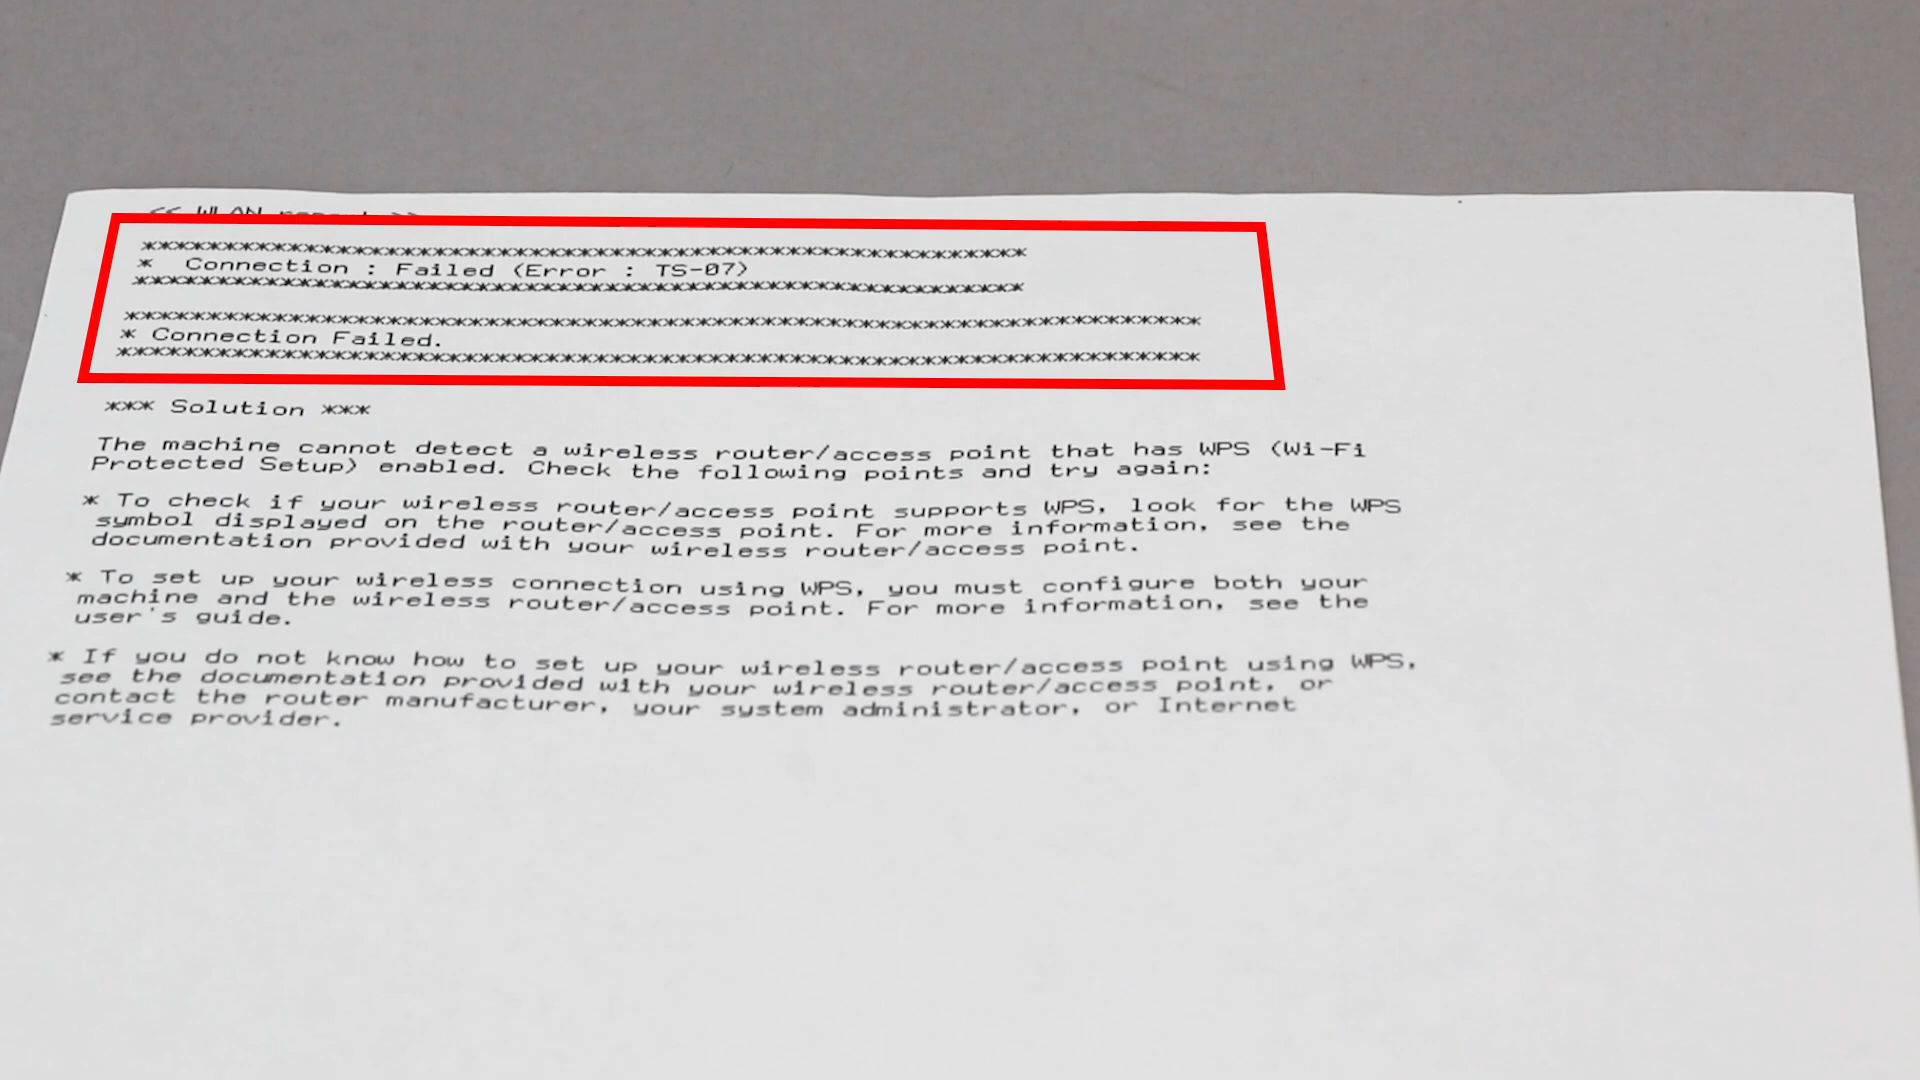 << WLAN report >>
*******************************************************
*  Connection : Failed (Error : TS-07)
*******************************************************
*******************************************************************
* Connection Failed.
*******************************************************************
*** Solution ***
The machine cannot detect a wireless router/access point that has WPS (Wi-Fi
Protected Setup) enabled. Check the following points and try again:
* To check if your wireless router/access point supports WPS, look for the WPS
symbol displayed on the router/access point. For more information, see the
documentation provided with your wireless router/access point.
* To set up your wireless connection using WPS, you must configure both your
machine and the wireless router/access point. For more information, see the
user's guide.
* If you do not know how to set up your wireless router/access point using WPS,
see the documentation provided with your wireless router/access point, or
contact the router manufacturer, your system administrator, or Internet
service provider.